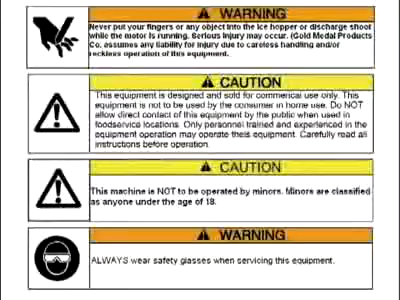 WARNING
Never put your fingers or any object into the ice hopper or discharge shoot
while the motor is running. Serious injury may occur. (Gold Medal Products
Co. assumes any liability for injury due to careless handling and/or
reckless operation of this equipment.
CAUTION
This equipment is designed and sold for commerical use only. This
equipment is not to be used by the consumer in home use. Do NOT
allow direct contact of this equipment by the public when used in
foodservice locations. Only personnel trained and experienced in the
equipment operation may operate theis equipment. Carefully read all
instructions before operation
CAUTION
This machine is NOT to be operated by minors. Minors are classified
as anyone under the age of 18.
WARNING
ALWAYS wear safety glasses when servicing this equipment.